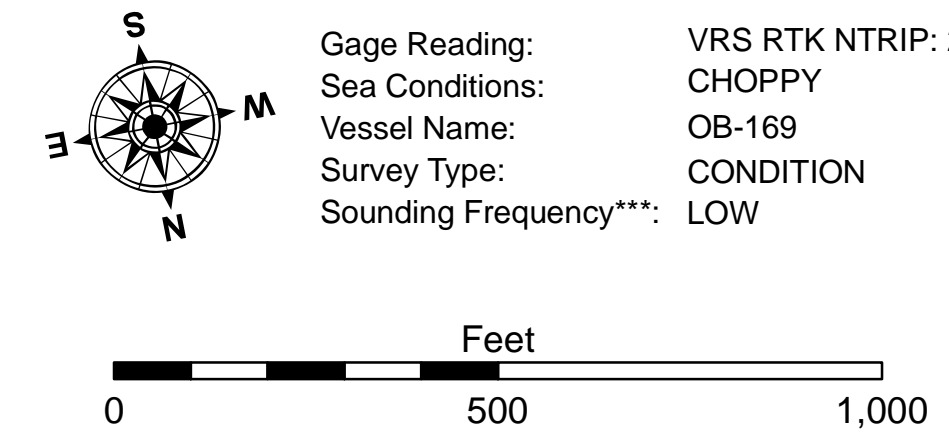 S
Gage Reading: VRS RTK NTRIP:
Sea Conditions: CHOPPY
W
E
Vessel Name: OB-169
Survey Type: CONDITION
Sounding Frequency***: LOW
N
Feet
0 500 1,000